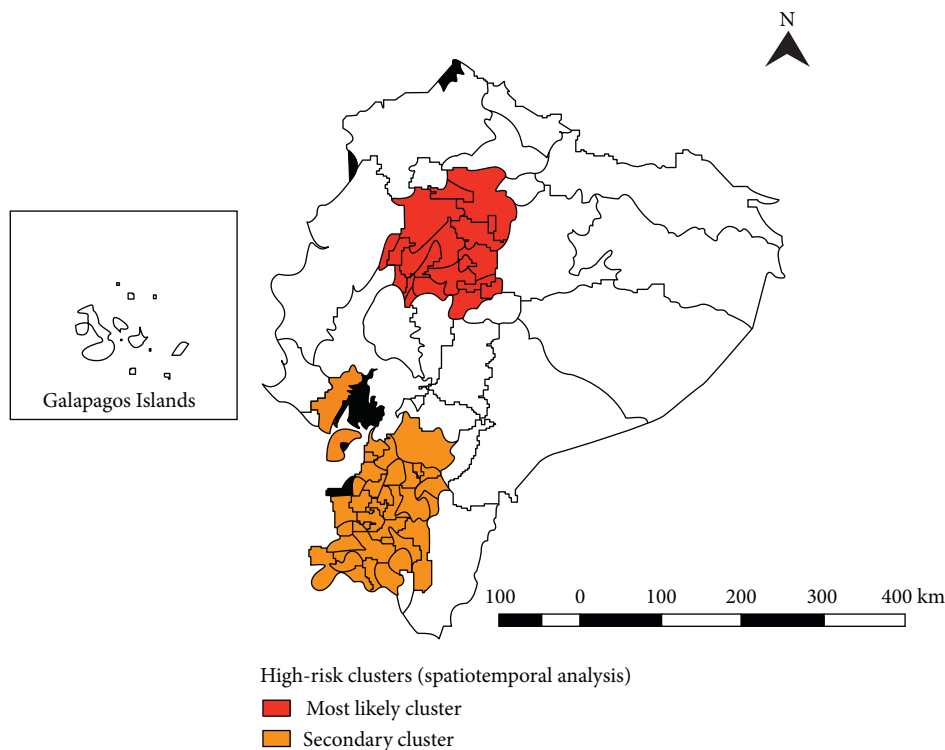 N
Galapagos Islands
100 0 100 200 300 400 km
High-risk clusters (spatiotemporal analysis)
Most likely cluster
Secondary cluster